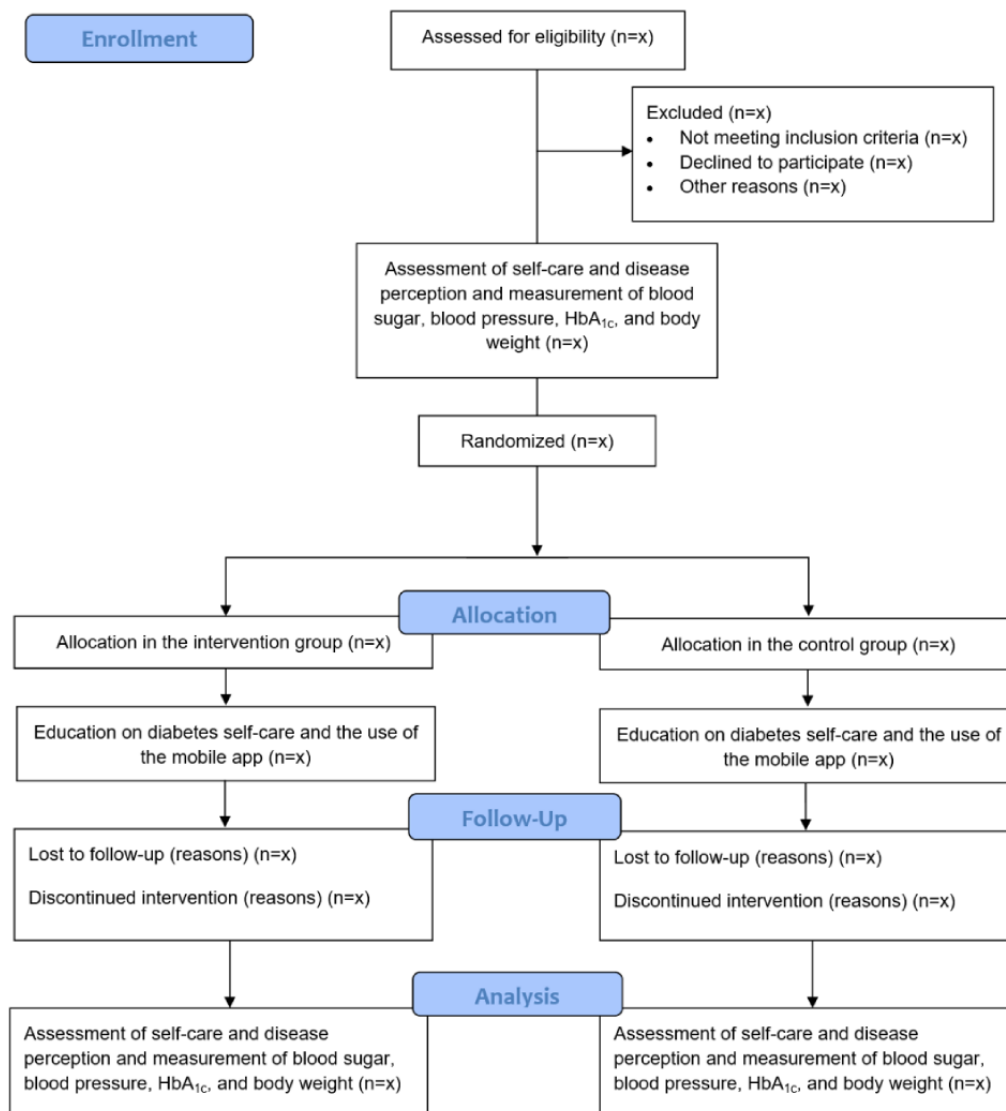 Enrollment
Assessed for eligibility (n=x)
Excluded (n=x)
• Not meeting inclusion criteria (n=x)
• Declined to participate (n=x)
• Other reasons (n=x)
Assessment of self-care and disease
perception and measurement of blood
sugar, blood pressure, HbA1c, and body
weight (n=x)
Randomized (n=x)
Allocation
Allocation in the intervention group (n=x)
Allocation in the control group (n=x)
Education on diabetes self-care and the use of
the mobile app (n=x)
Education on diabetes self-care and the use of
the mobile app (n=x)
Follow-Up
Lost to follow-up (reasons) (n=x)
Discontinued intervention (reasons) (n=x)
Lost to follow-up (reasons) (n=x)
Discontinued intervention (reasons) (n=x)
Analysis
Assessment of self-care and disease
perception and measurement of blood sugar,
blood pressure, HbA1c, and body weight (n=x)
Assessment of self-care and disease
perception and measurement of blood sugar,
blood pressure, HbA1c, and body weight (n=x)